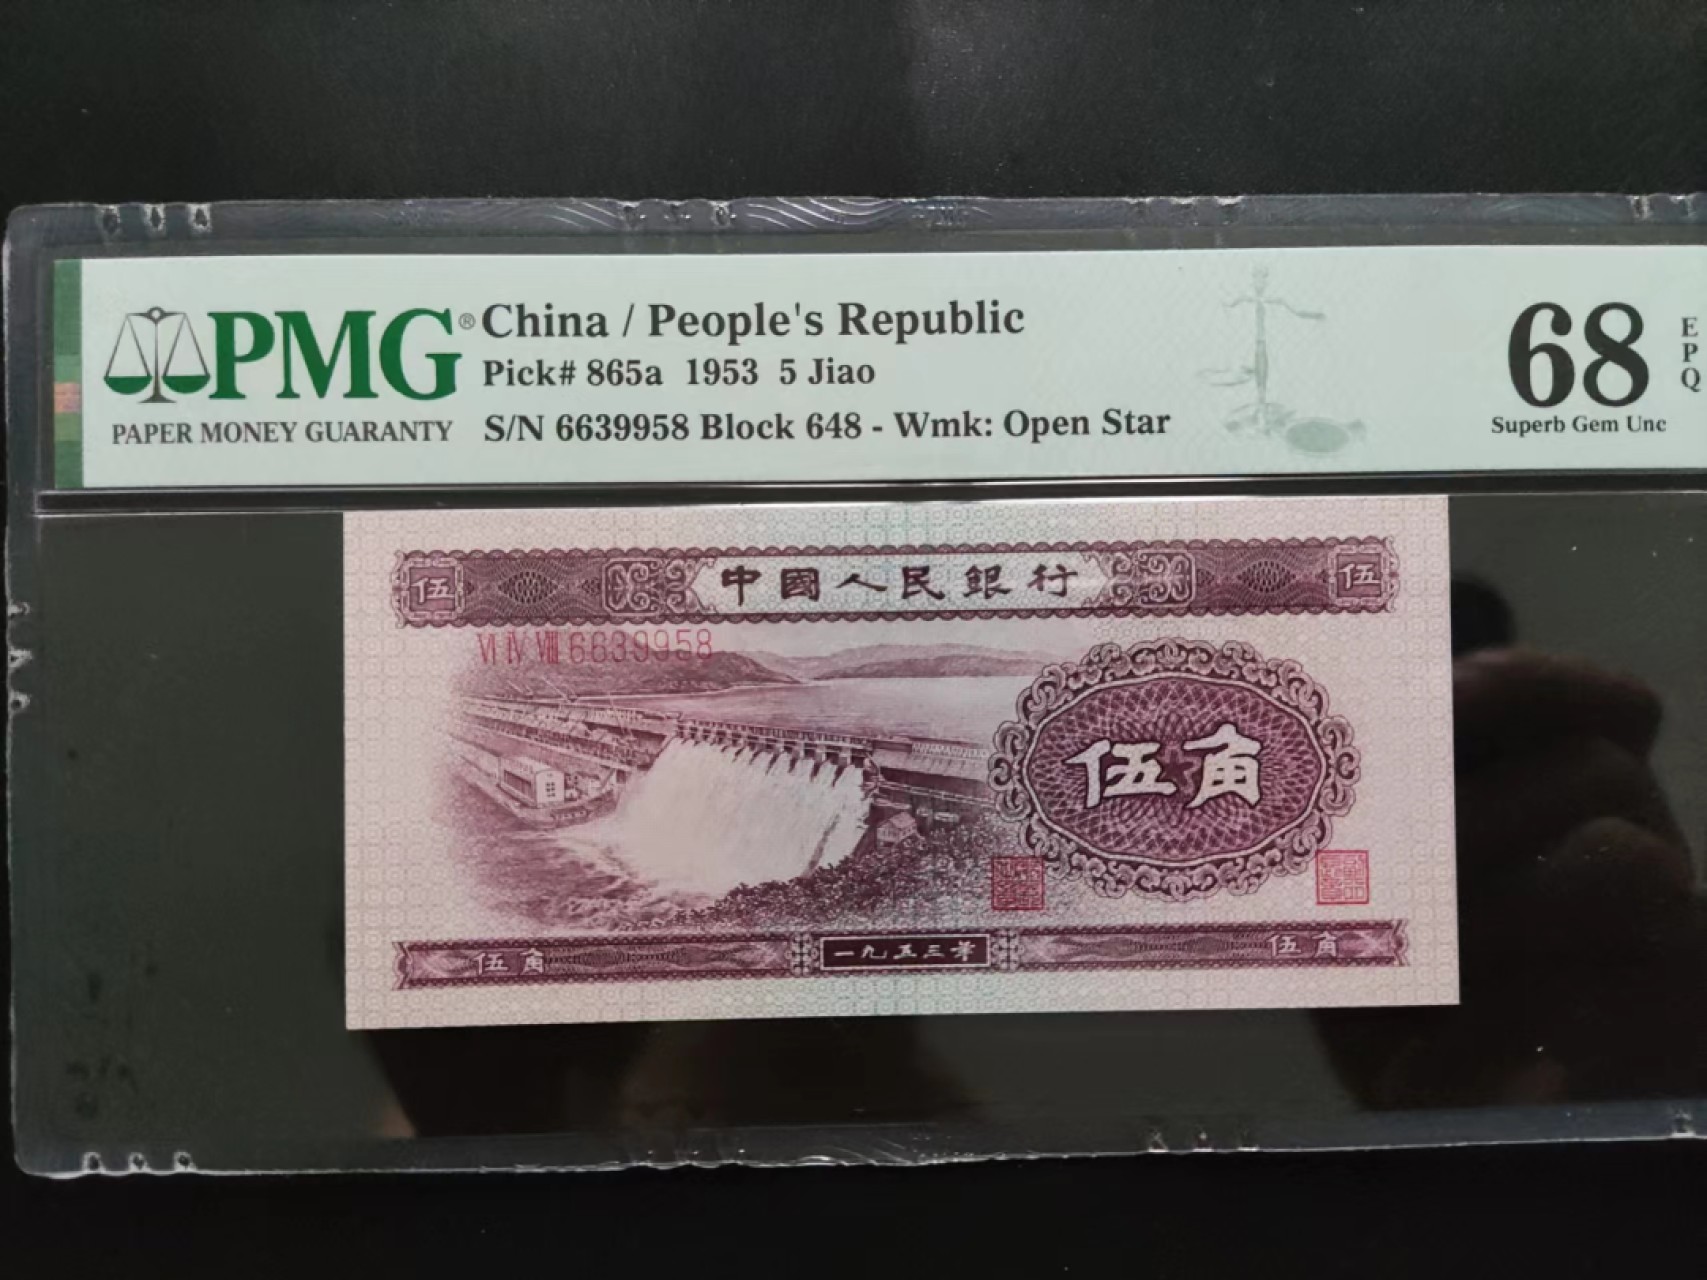 PMG®
PAPER MONEY GUARANTY
China / People's Republic
Pick# 865a 1953 5 Jiao
S/N 6639958 Block 648 - Wmk: Open Star
68
EPQ
Superb Gem Unc
伍 中國人民銀行 伍
VI IV VIII 6639958
伍角
伍角 一九五三年 伍角